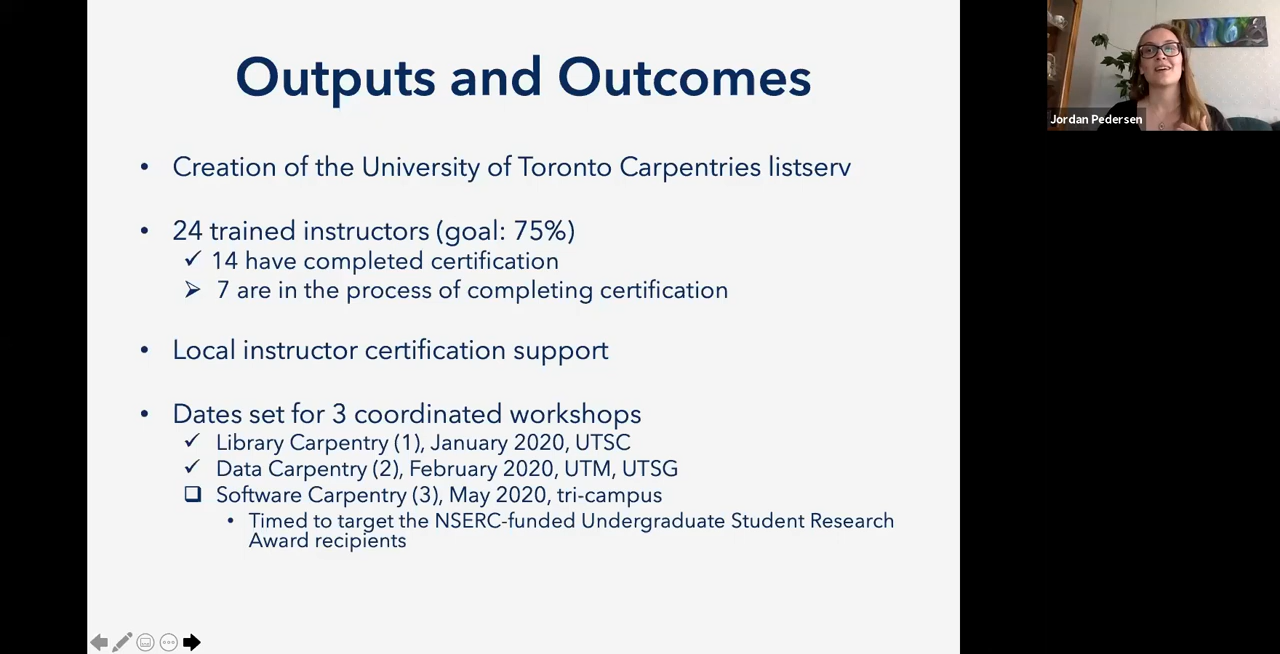 Outputs and Outcomes
• Creation of the University of Toronto Carpentries listserv
• 24 trained instructors (goal: 75%)
✓ 14 have completed certification
➢ 7 are in the process of completing certification
• Local instructor certification support
• Dates set for 3 coordinated workshops
✓ Library Carpentry (1), January 2020, UTSC
✓ Data Carpentry (2), February 2020, UTM, UTSG
❑ Software Carpentry (3), May 2020, tri-campus
• Timed to target the NSERC-funded Undergraduate Student Research
Award recipients
Jordan Pedersen